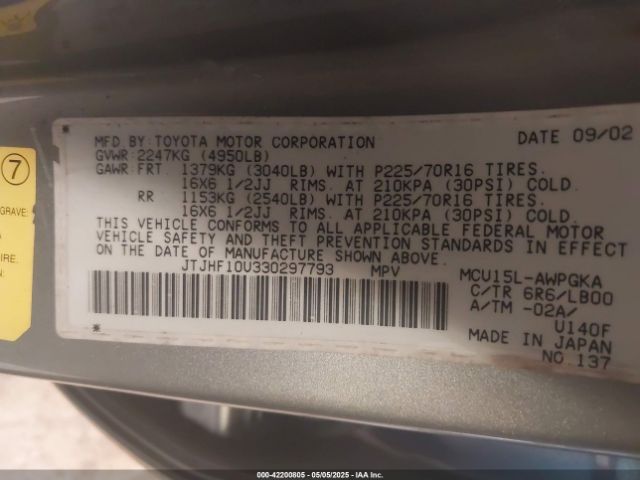 MFD BY: TOYOTA MOTOR CORPORATION DATE 09/02
GVWR: 2247KG (4950LB)
GAWR: FRT. 1379KG (3040LB) WITH P225/70R16 TIRES.
16X6 1/2JJ RIMS. AT 210KPA (30PSI) COLD.
RR 1153KG (2540LB) WITH P225/70R16 TIRES.
16X6 1/2JJ RIMS. AT 210KPA (30PSI) COLD.
THIS VEHICLE CONFORMS TO ALL APPLICABLE FEDERAL MOTOR
VEHICLE SAFETY AND THEFT PREVENTION STANDARDS IN EFFECT
ON THE DATE OF MANUFACTURE SHOWN ABOVE.
JTJHF10U330297793 MPV MCU15L-AWPGKA
C/TR 6R6/LB00
A/TM -02A/
U140F
MADE IN JAPAN
NO.137
7
GRAVE.
IRE.
000-42200805 - 05/05/2025 - IAA Inc.